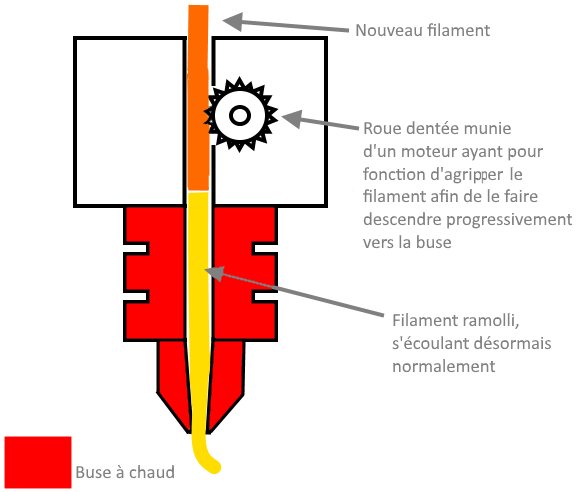 Nouveau filament
Roue dentée munie
d'un moteur ayant pour
fonction d'agripper le
filament afin de le faire
descendre progressivement
vers la buse
Filament ramolli,
s'écoulant désormais
normalement
Buse à chaud